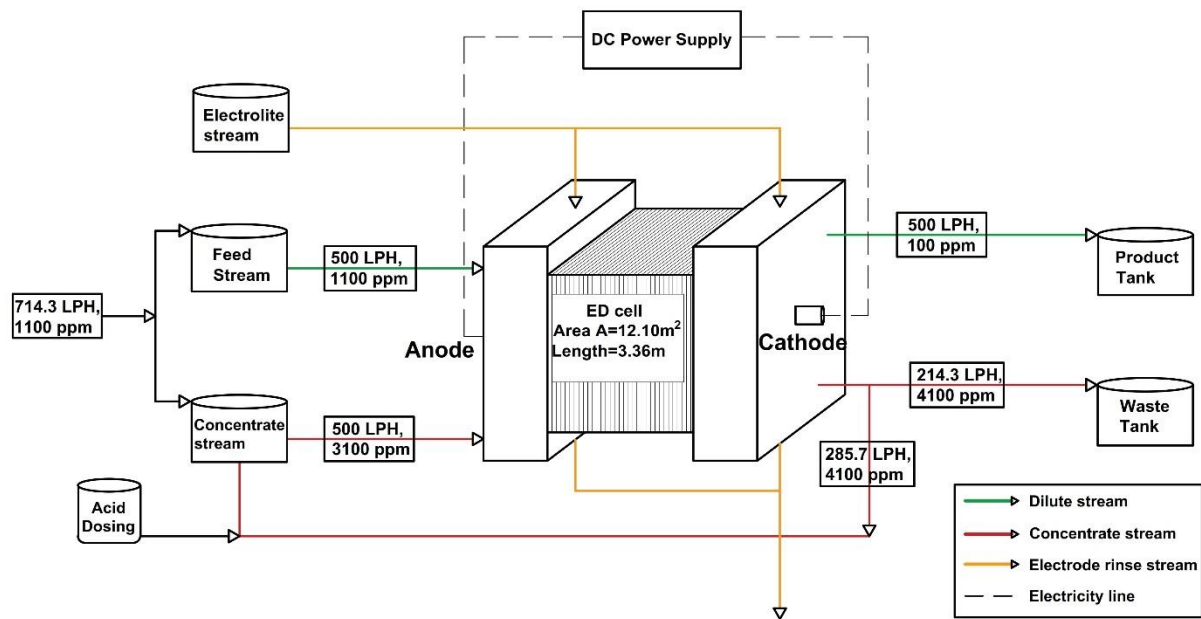 DC Power Supply
Electrolite
stream
Feed
Stream
500 LPH,
1100 ppm
714.3 LPH,
1100 ppm
Concentrate
stream
500 LPH,
3100 ppm
Acid
Dosing
Anode
ED cell
Area A=12.10m²
Length=3.36m
Cathode
500 LPH,
100 ppm
Product
Tank
214.3 LPH,
4100 ppm
Waste
Tank
285.7 LPH,
4100 ppm
Dilute stream
Concentrate stream
Electrode rinse stream
Electricity line